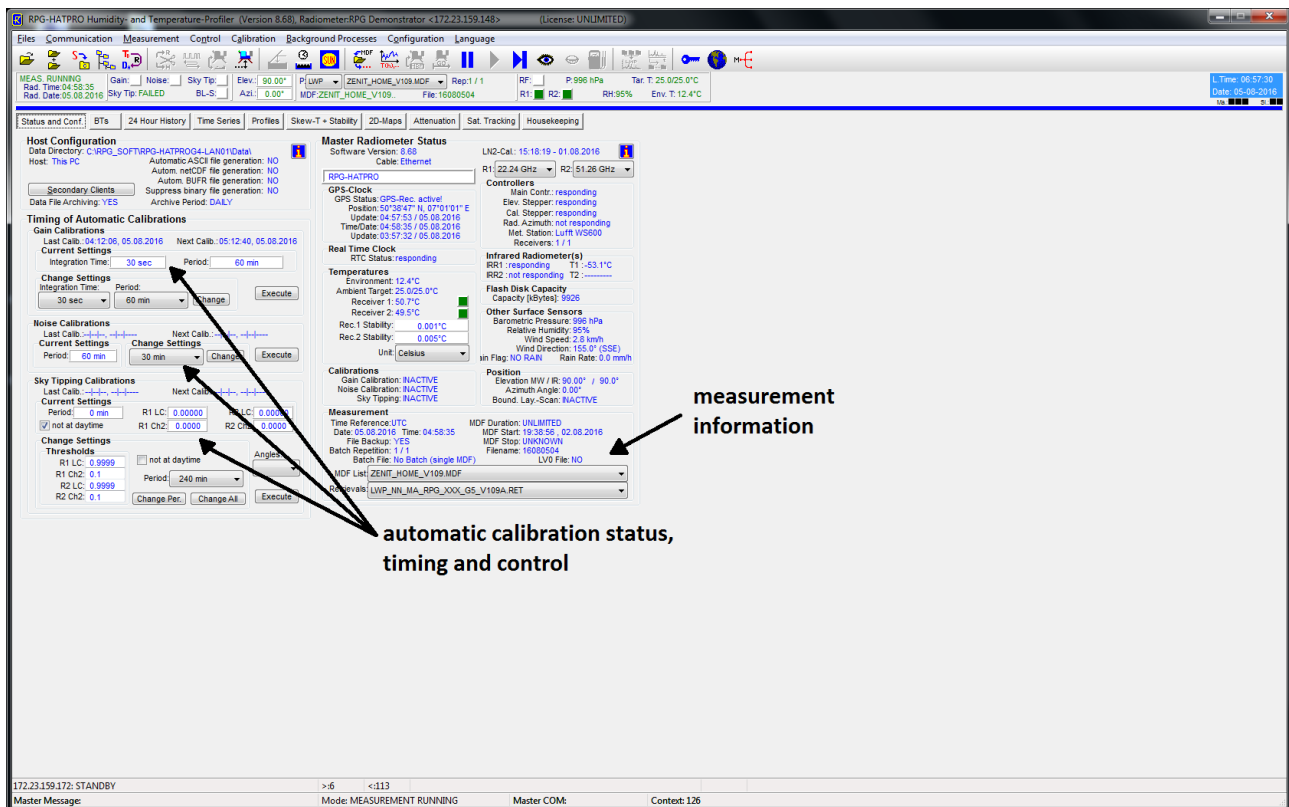 RPG-HATPRO Humidity- and Temperature-Profiler (Version 8.68), Radiometer:RPG Demonstrator <172.23.159.148> (License: UNLIMITED)
Files Communication Measurement Control Calibration Background Processes Configuration Language
MEAS. RUNNING Gain: Noise: Sky Tip: Elev.: 90.00° P: LWP ZENIT_HOME_V109.MDF Rep:1 / 1 RF: P:996 hPa Tar. T: 25.0/25.0°C L.Time: 06:57:30
Rad. Time:04:58:35
Rad. Date:05.08.2016 Sky Tip:FAILED BL-S: Azi.: 0.00° MDF:ZENIT_HOME_V109.. File:16080504 R1: R2: RH:95% Env. T:12.4°C Date: 05-08-2016
Status and Conf. BTs 24 Hour History Time Series Profiles Skew-T + Stability 2D-Maps Attenuation Sat. Tracking Housekeeping
Host Configuration
Data Directory: C:\RPG_SOFT\RPG-HATPROG4-LAN01\Data\
Host: This PC Automatic ASCII file generation: NO
Autom. netCDF file generation: NO
Autom. BUFR file generation: NO
Secondary Clients Suppress binary file generation: NO
Data File Archiving: YES Archive Period: DAILY
Timing of Automatic Calibrations
Gain Calibrations
Last Calib.:04:12:06, 05.08.2016 Next Calib.:05:12:40, 05.08.2016
Current Settings
Integration Time: 30 sec Period: 60 min
Change Settings
Integration Time: Period:
30 sec 60 min Change Execute
Noise Calibrations
Last Calib.:--|--|--, --|--|---- Next Calib.:--|--|--, --|--|----
Current Settings Change Settings
Period: 60 min 30 min Change Execute
Sky Tipping Calibrations
Last Calib.:--|--|--, --|--|---- Next Calib.:--|--|--, --|--|----
Current Settings
Period: 0 min R1 LC: 0.00000 R2 LC: 0.00000
not at daytime R1 Ch2: 0.0000 R2 Ch2: 0.0000
Change Settings
Thresholds
R1 LC: 0.9999 not at daytime Angles
R1 Ch2: 0.1 Period: 240 min
R2 LC: 0.9999
R2 Ch2: 0.1 Change Per. Change All Execute
Master Radiometer Status
Software Version: 8.68 LN2-Cal.: 15:18:19 - 01.08.2016
Cable: Ethernet
RPG-HATPRO R1: 22.24 GHz R2: 51.26 GHz
GPS-Clock
GPS Status:GPS-Rec. active!
Position:50°38'47" N, 07°01'01" E
Update:04:57:53 / 05.08.2016
Time/Date:04:58:35 / 05.08.2016
Update:03:57:32 / 05.08.2016
Real Time Clock
RTC Status:responding
Temperatures
Environment: 12.4°C
Ambient Target: 25.0/25.0°C
Receiver 1:50.7°C
Receiver 2:49.5°C
Rec.1 Stability: 0.001°C
Rec.2 Stability: 0.005°C
Unit: Celsius
Calibrations
Gain Calibration: INACTIVE
Noise Calibration: INACTIVE
Sky Tipping: INACTIVE
Controllers
Main Contr.: responding
Elev. Stepper: responding
Cal. Stepper: responding
Rad. Azimuth: not responding
Met. Station: Lufft WS600
Receivers: 1 / 1
Infrared Radiometer(s)
IRR1 :responding T1 :-53.1°C
IRR2 :not responding T2 :---------
Flash Disk Capacity
Capacity [kBytes]: 9926
Other Surface Sensors
Barometric Pressure: 996 hPa
Relative Humidity: 95%
Wind Speed: 2.8 km/h
Wind Direction: 155.0° (SSE)
ain Flag: NO RAIN Rain Rate: 0.0 mm/h
Position
Elevation MW / IR: 90.00° / 90.0°
Azimuth Angle: 0.00°
Bound. Lay.-Scan: INACTIVE
Measurement
Time Reference:UTC MDF Duration: UNLIMITED
Date: 05.08.2016 Time: 04:58:35 MDF Start: 19:38:56 , 02.08.2016
File Backup: YES MDF Stop: UNKNOWN
Batch Repetition: 1 / 1 Filename: 16080504
Batch File: No Batch (single MDF) LV0 File: NO
MDF List: ZENIT_HOME_V109.MDF
Retrievals: LWP_NN_MA_RPG_XXX_G5_V109A.RET
measurement
information
automatic calibration status,
timing and control
172.23.159.172: STANDBY >:6 <:113
Master Message: Mode: MEASUREMENT RUNNING Master COM: Context: 126